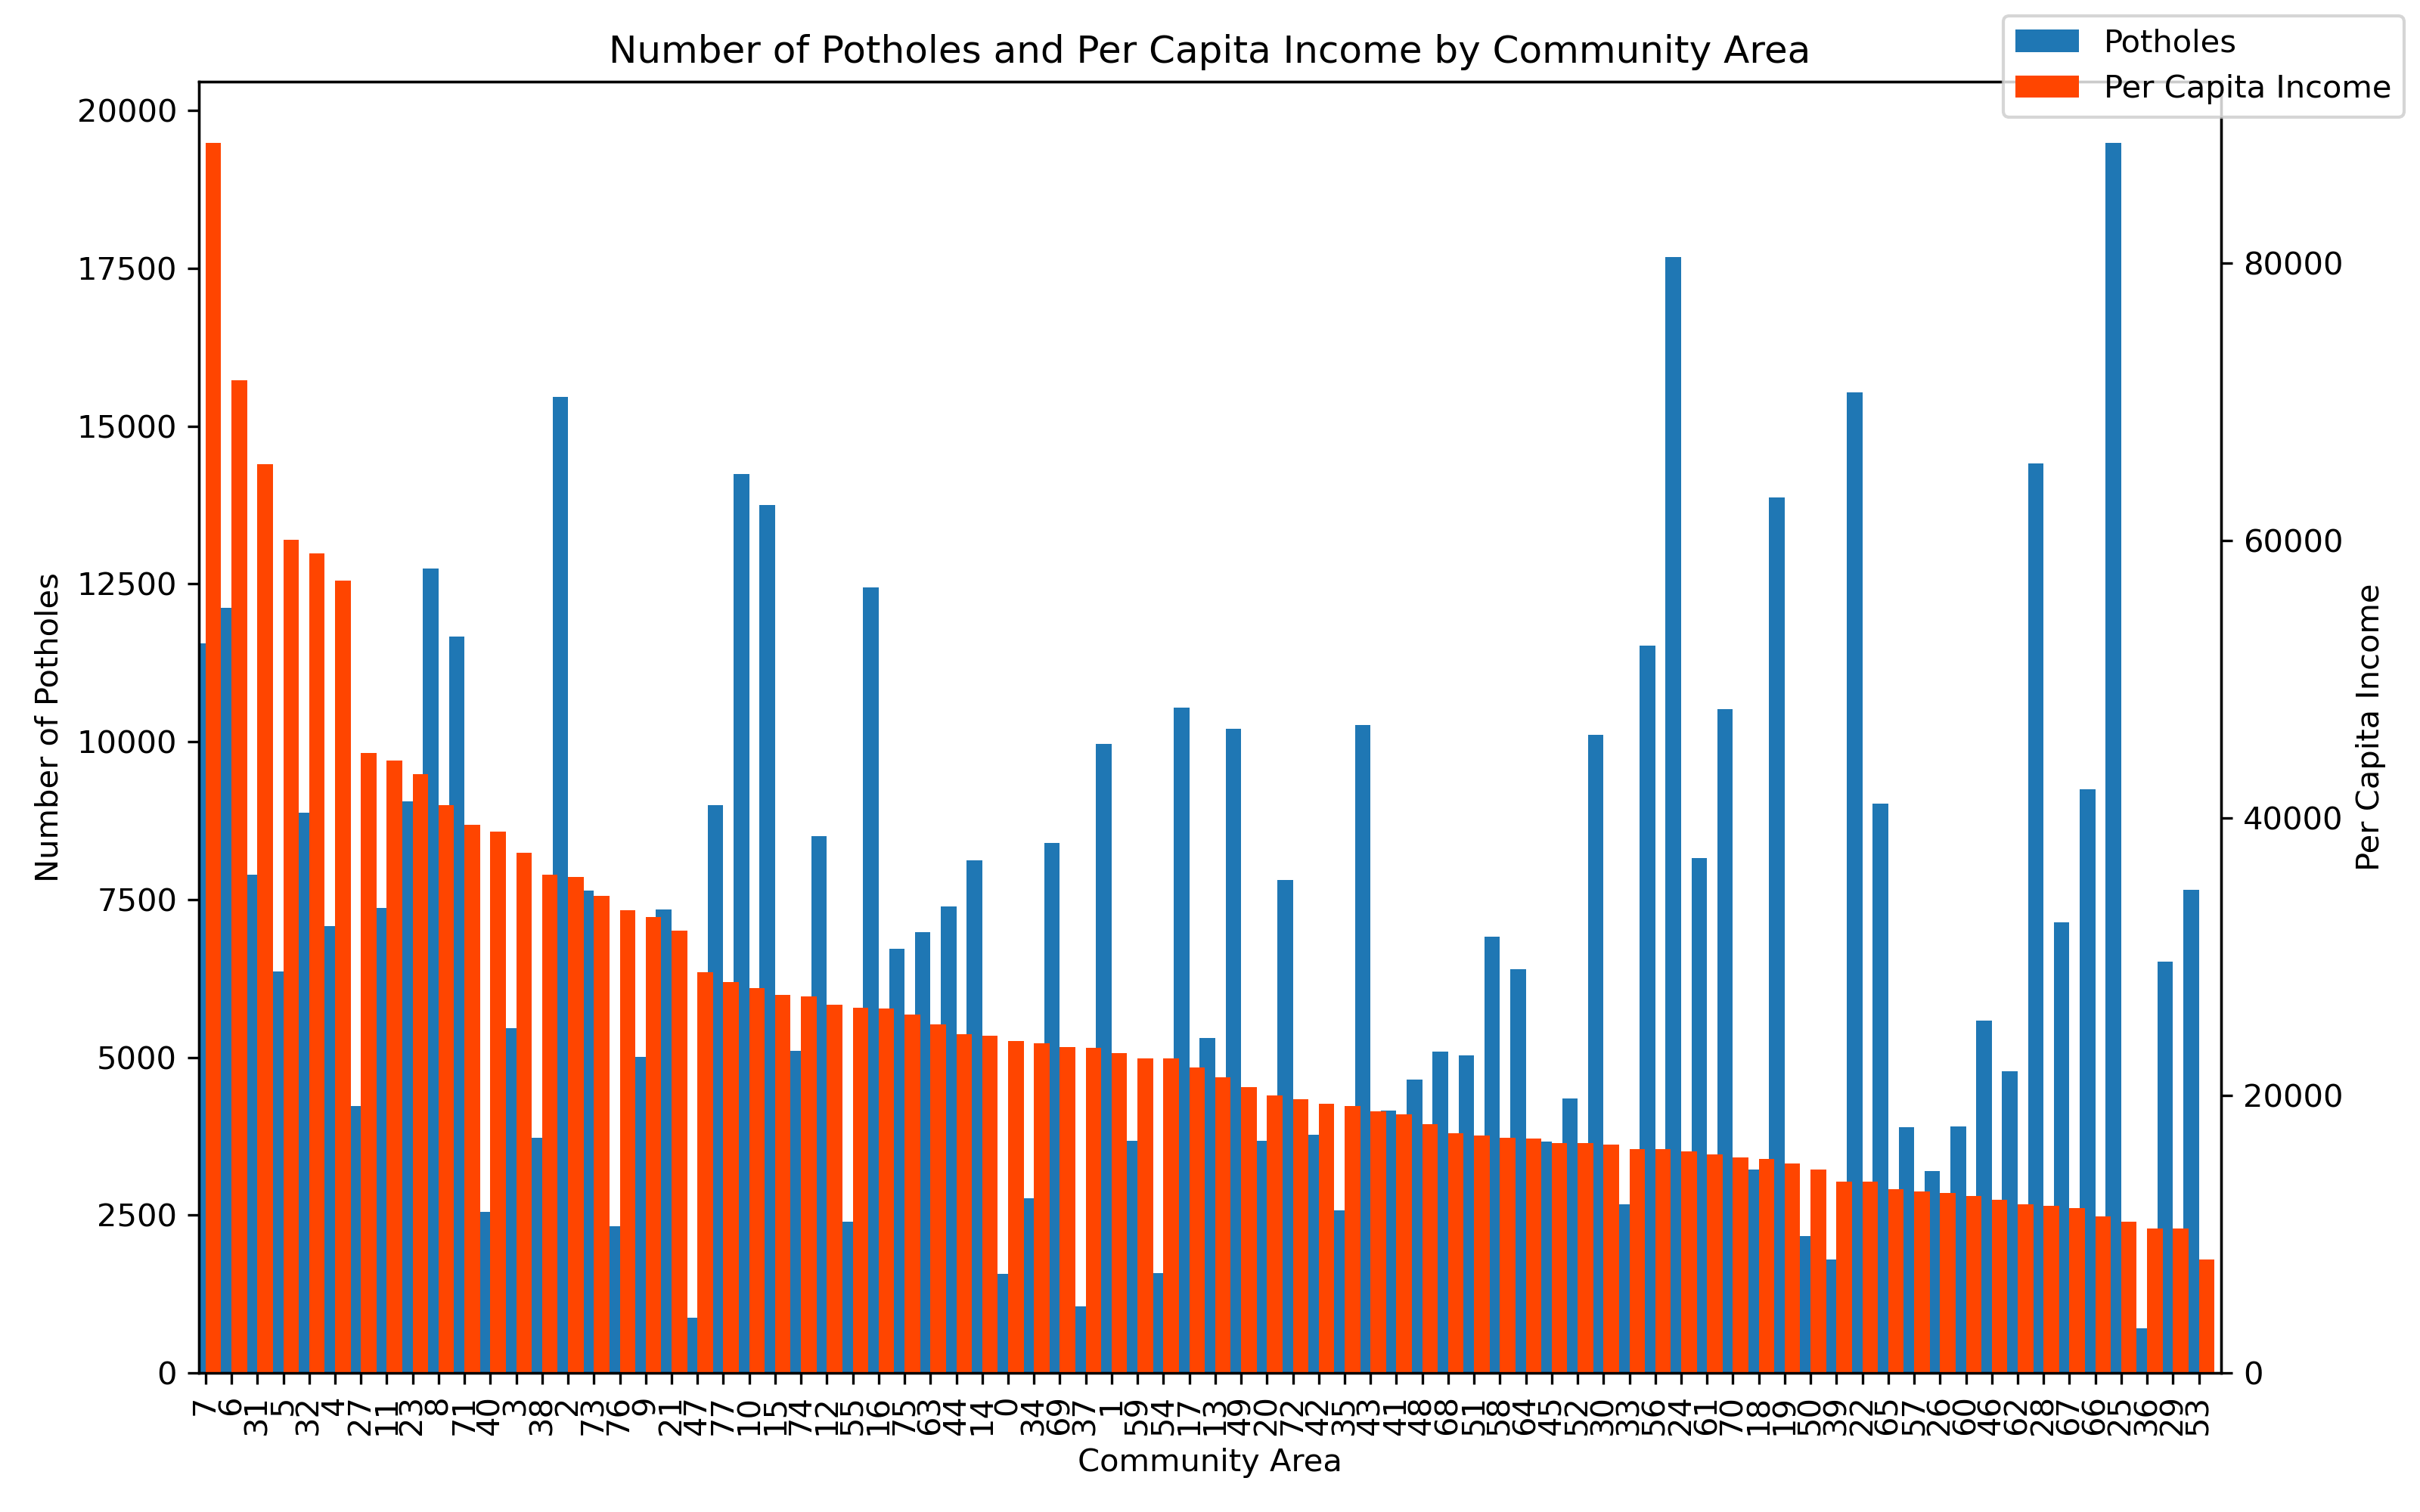 Number of Potholes and Per Capita Income by Community Area
Potholes
Per Capita Income
20000
17500
15000
12500
10000
7500
5000
2500
0
Number of Potholes
80000
60000
40000
20000
0
Per Capita Income
7 6 31 5 32 4 27 11 23 8 71 40 3 38 2 73 76 9 21 47 77 10 15 74 12 55 16 75 63 44 14 0 34 69 37 1 59 54 17 13 49 20 72 42 35 43 41 48 68 51 58 64 45 52 30 33 56 24 61 70 18 19 50 39 22 65 57 26 60 46 62 28 67 66 25 36 29 53
Community Area